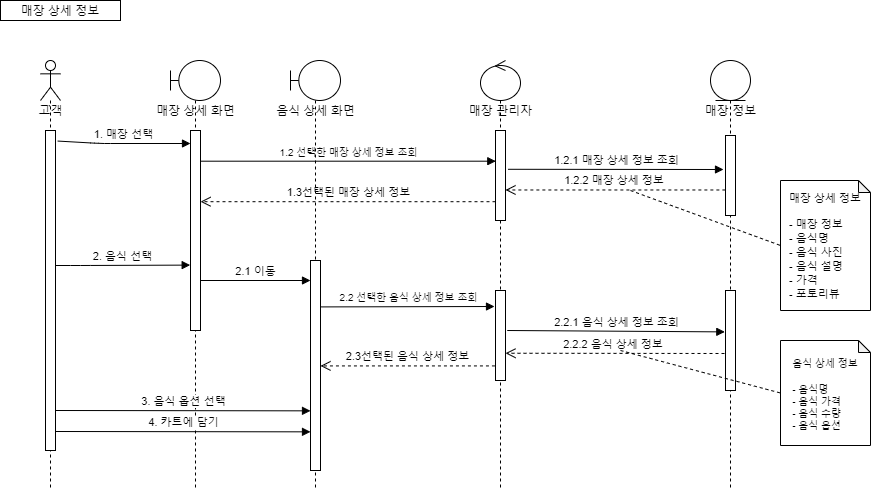 매장 상세 정보
고객
매장 상세 화면
음식 상세 화면
매장 관리자
매장 정보
1. 매장 선택
1.2 선택한 매장 상세 정보 조회
1.2.1 매장 상세 정보 조회
1.2.2 매장 상세 정보
1.3선택된 매장 상세 정보
매장 상세 정보
- 매장 정보
- 음식명
- 음식 사진
- 음식 설명
- 가격
- 포토리뷰
2. 음식 선택
2.1 이동
2.2 선택한 음식 상세 정보 조회
2.2.1 음식 상세 정보 조회
2.2.2 음식 상세 정보
2.3선택된 음식 상세 정보
음식 상세 정보
- 음식명
- 음식 가격
- 음식 수량
- 음식 옵션
3. 음식 옵션 선택
4. 카트에 담기